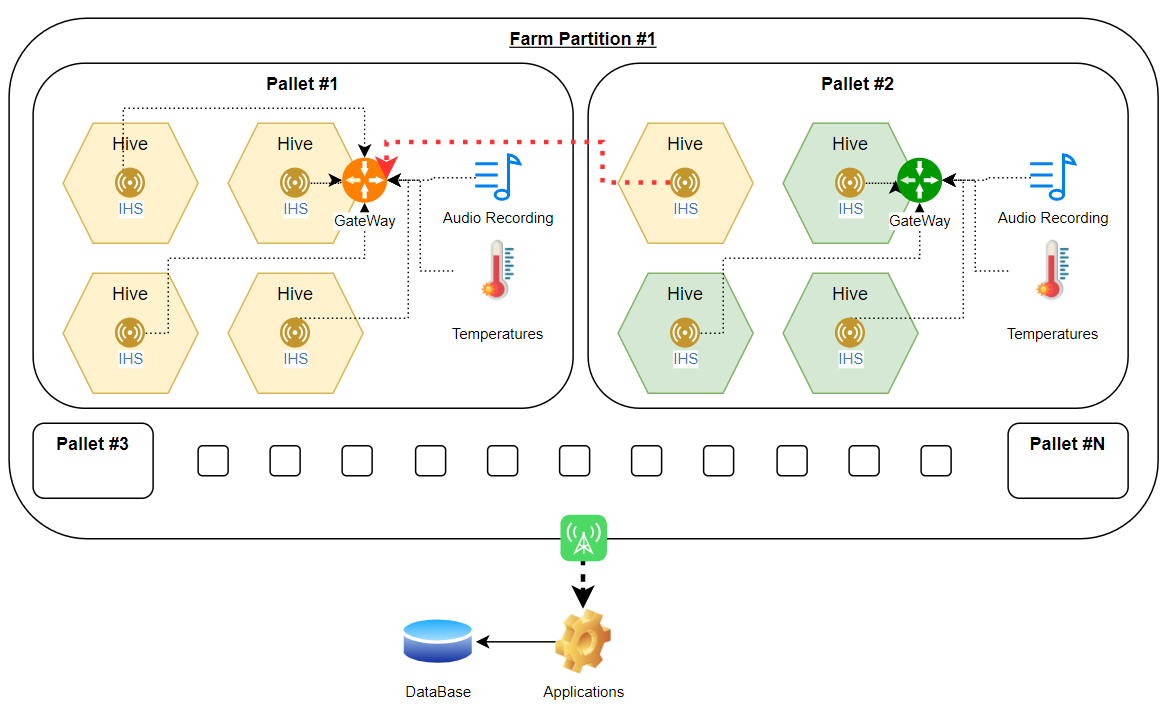 Farm Partition #1
Pallet #1
Pallet #2
Hive
Hive
Hive
Hive
IHS
IHS
GateWay
Audio Recording
IHS
IHS
GateWay
Audio Recording
Hive
Hive
Hive
Hive
IHS
IHS
Temperatures
IHS
IHS
Temperatures
Pallet #3
Pallet #N
DataBase
Applications